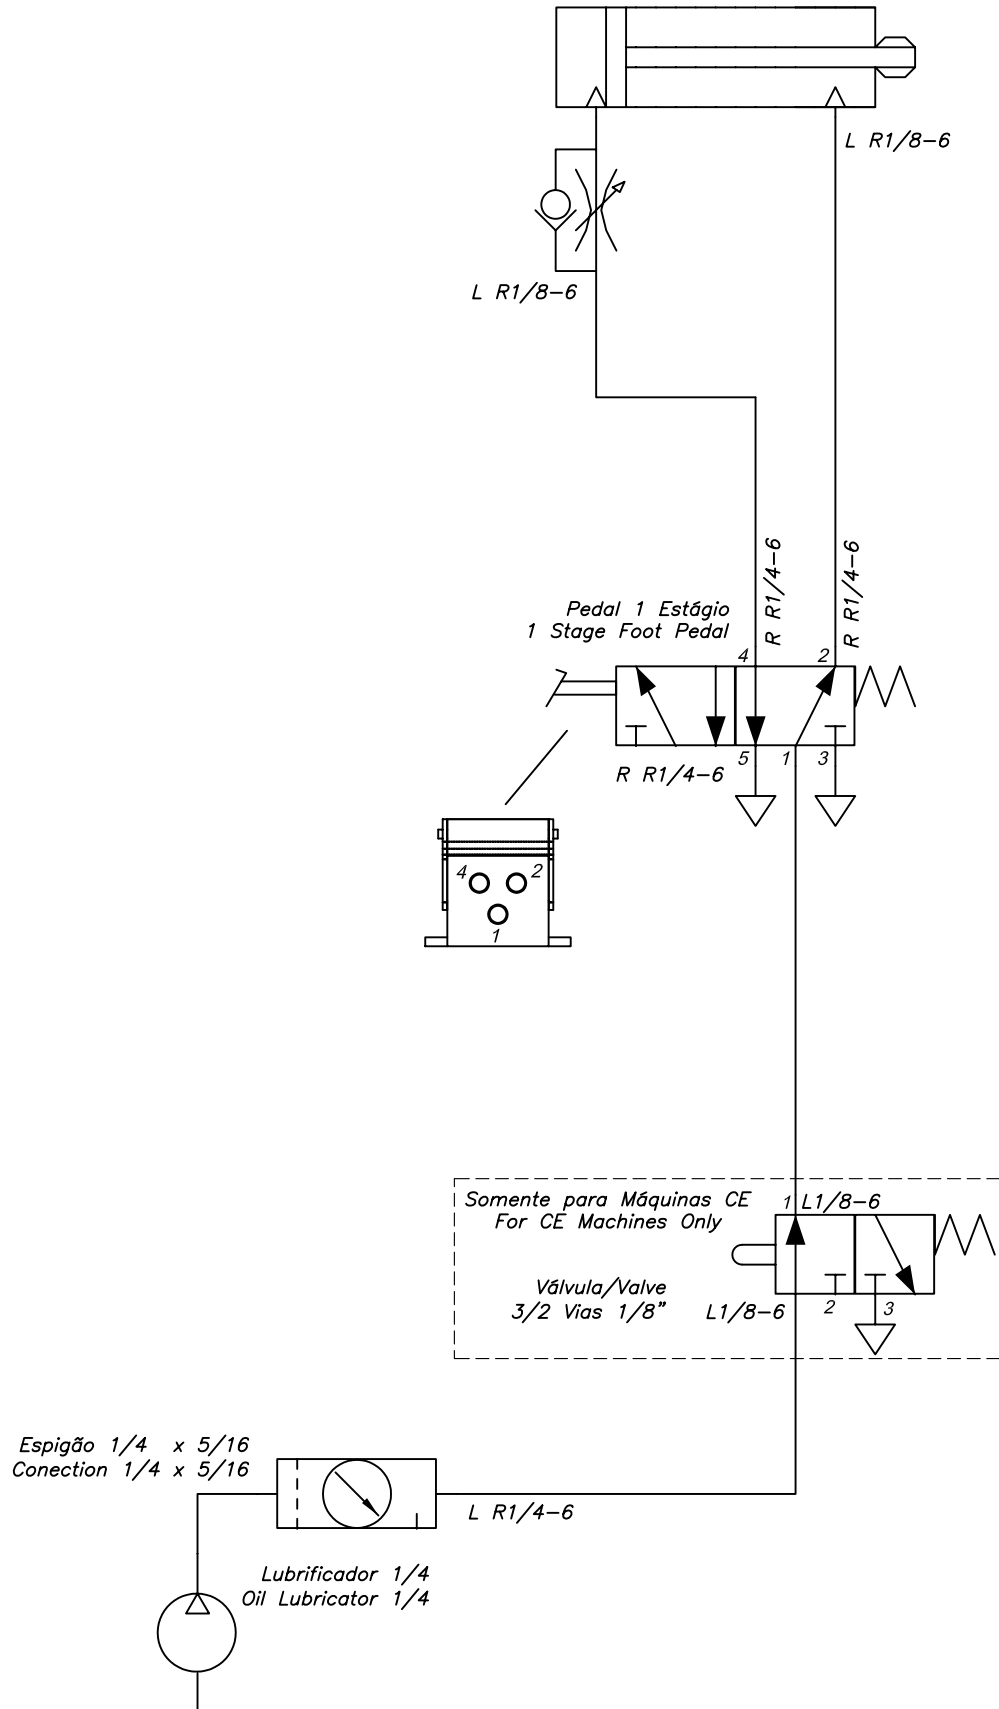 L R1/8-6
L R1/8-6
R R1/4-6
R R1/4-6
Pedal 1 Estágio
1 Stage Foot Pedal
4
2
5
1
3
R R1/4-6
4
2
1
Somente para Máquinas CE
For CE Machines Only
1
L1/8-6
Válvula/Valve
3/2 Vias 1/8”
L1/8-6
2
3
Espigão 1/4 x 5/16
Conection 1/4 x 5/16
L R1/4-6
Lubrificador 1/4
Oil Lubricator 1/4